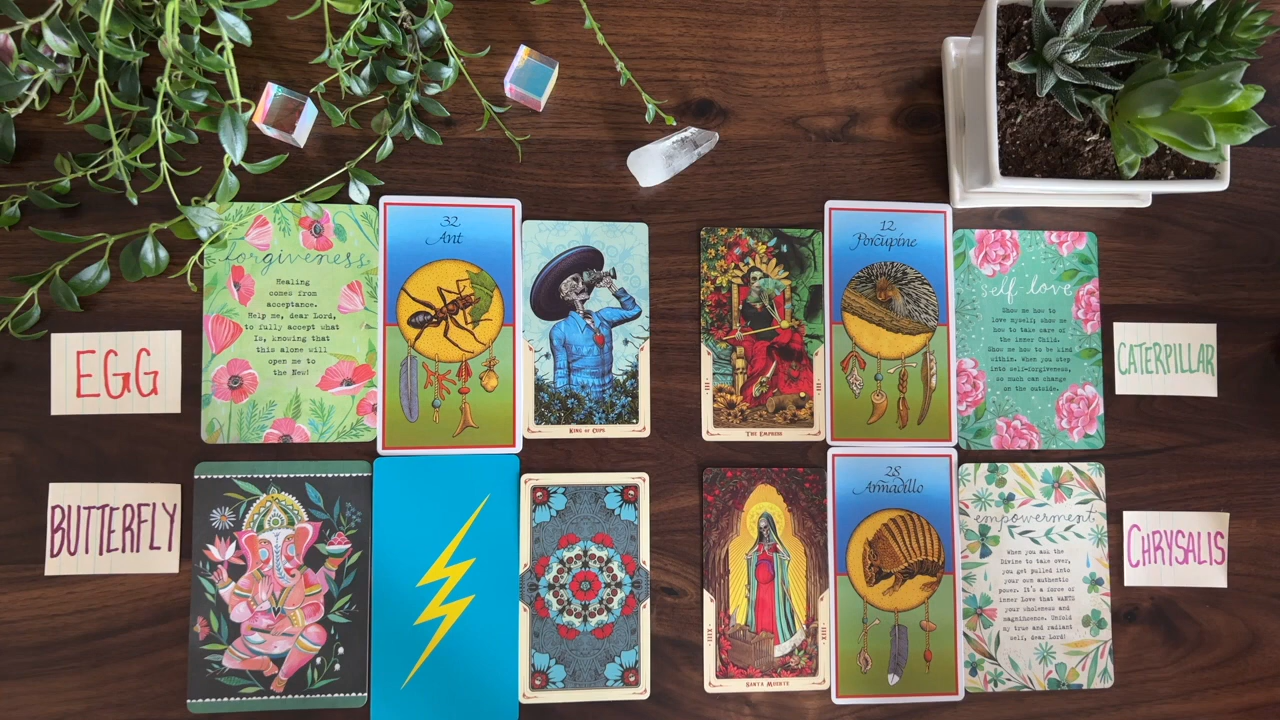 EGG
forgiveness
Healing
comes from
acceptance.
Help me, dear Lord,
to fully accept what
Is, knowing that
this alone will
open me to
the New!
32
Ant
KING OF CUPS
III
III
THE EMPRESS
12
Porcupine
self-love
Show me how to
love myself; show me
how to take care of
the inner Child.
Show me how to be kind
within. When you step
into self-forgiveness,
so much can change
on the outside.
CATERPILLAR
BUTTERFLY
XIII
XIII
SANTA MUERTE
28
Armadillo
empowerment
When you ask the
Divine to take over,
you get pulled into
your own authentic
power. It's a force of
inner Love that WANTS
your wholeness and
magnificence. Unfold
my true and radiant
self, dear Lord!
CHRYSALIS